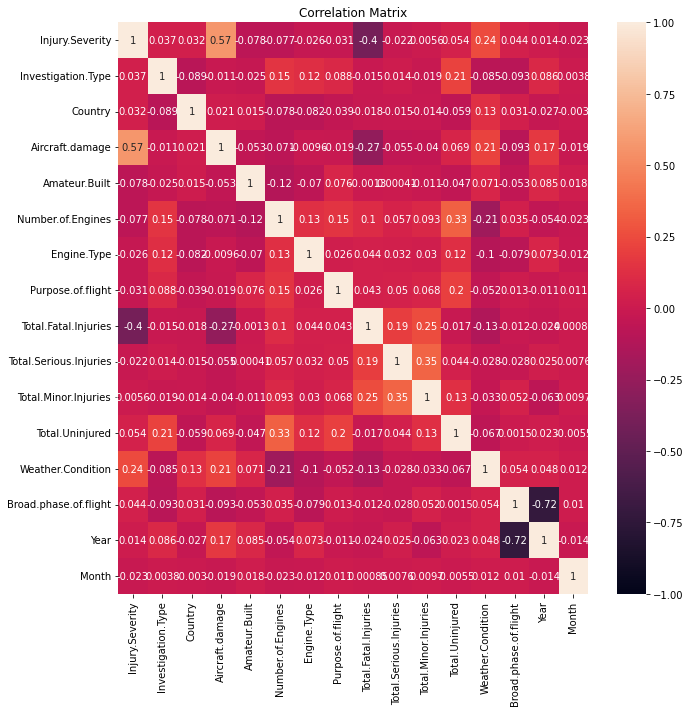 Correlation Matrix
Injury.Severity 1 0.037 0.032 0.57 -0.078 -0.077 -0.026 -0.031 -0.4 -0.022 0.0056 0.054 0.24 0.044 0.014 -0.023
Investigation.Type 0.037 1 -0.089 -0.011 -0.025 0.15 0.12 0.088 -0.015 0.014 -0.019 0.21 -0.085 -0.093 0.086 0.0038
Country 0.032 -0.089 1 0.021 0.015 -0.078 -0.082 -0.039 -0.018 -0.015 -0.014 -0.059 0.13 0.031 -0.027 -0.003
Aircraft.damage 0.57 -0.011 0.021 1 -0.053 -0.071 0.0096 -0.019 -0.27 -0.055 -0.04 0.069 0.21 -0.093 0.17 -0.019
Amateur.Built -0.078 -0.025 0.015 -0.053 1 -0.12 -0.07 0.076 0.0013 0.00041 -0.011 -0.047 0.071 -0.053 0.085 0.018
Number.of.Engines -0.077 0.15 -0.078 -0.071 -0.12 1 0.13 0.15 0.1 0.057 0.093 0.33 -0.21 0.035 -0.054 -0.023
Engine.Type -0.026 0.12 -0.082 0.0096 -0.07 0.13 1 0.026 0.044 0.032 0.03 0.12 -0.1 -0.079 0.073 -0.012
Purpose.of.flight -0.031 0.088 -0.039 -0.019 0.076 0.15 0.026 1 0.043 0.05 0.068 0.2 -0.052 0.013 -0.011 0.011
Total.Fatal.Injuries -0.4 -0.015 -0.018 -0.27 0.0013 0.1 0.044 0.043 1 0.19 0.25 -0.017 -0.13 -0.012 -0.024
Total.Serious.Injuries -0.022 0.014 -0.015 -0.055 0.00041 0.057 0.032 0.05 0.19 1 0.35 0.044 -0.028 -0.028 0.025 0.0076
Total.Minor.Injuries 0.0056 -0.019 -0.014 -0.04 -0.011 0.093 0.03 0.068 0.25 0.35 1 0.13 -0.033 0.052 -0.063 0.0097
Total.Uninjured 0.054 0.21 -0.059 0.069 -0.047 0.33 0.12 0.2 -0.017 0.044 0.13 1 -0.067 0.0015 0.023 -0.0055
Weather.Condition 0.24 -0.085 0.13 0.21 0.071 -0.21 -0.1 -0.052 -0.13 -0.028 -0.033 -0.067 1 0.054 0.048 0.012
Broad.phase.of.flight 0.044 -0.093 0.031 -0.093 -0.053 0.035 -0.079 0.013 -0.012 -0.028 0.052 0.0015 0.054 1 -0.72 0.01
Year 0.014 0.086 -0.027 0.17 0.085 -0.054 0.073 -0.011 -0.024 0.025 -0.063 0.023 0.048 -0.72 1 -0.014
Month -0.023 0.0038 -0.003 -0.019 0.018 -0.023 -0.012 0.011 0.00085 0.0076 0.0097 -0.0055 0.012 0.01 -0.014 1
Injury.Severity
Investigation.Type
Country
Aircraft.damage
Amateur.Built
Number.of.Engines
Engine.Type
Purpose.of.flight
Total.Fatal.Injuries
Total.Serious.Injuries
Total.Minor.Injuries
Total.Uninjured
Weather.Condition
Broad.phase.of.flight
Year
Month
1.00
0.75
0.50
0.25
0.00
-0.25
-0.50
-0.75
-1.00